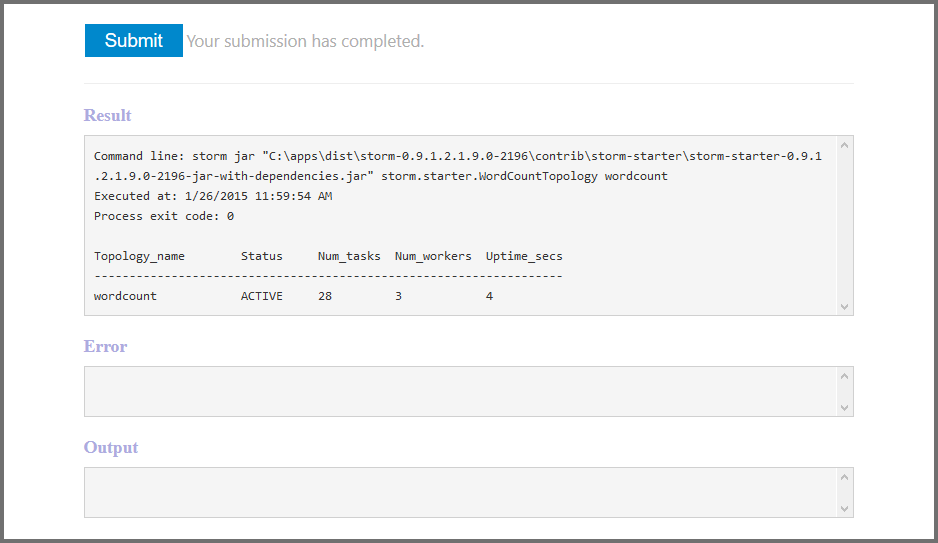 Submit Your submission has completed.
Result
Command line: storm jar "C:\apps\dist\storm-0.9.1.2.1.9.0-2196\contrib\storm-starter\storm-starter-0.9.1
.2.1.9.0-2196-jar-with-dependencies.jar" storm.starter.WordCountTopology wordcount
Executed at: 1/26/2015 11:59:54 AM
Process exit code: 0
Topology_name        Status     Num_tasks  Num_workers  Uptime_secs
-------------------------------------------------------------------
wordcount            ACTIVE     28         3            4
Error
Output